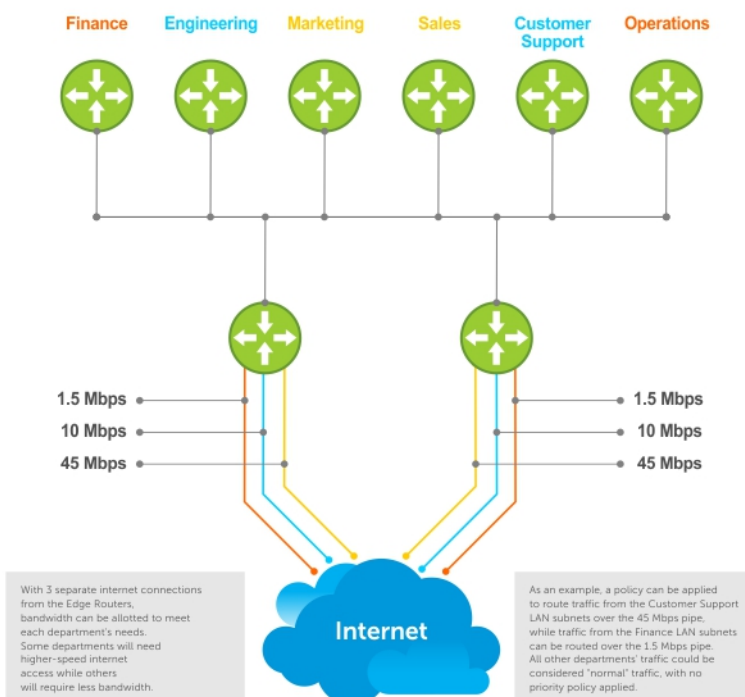 Finance
Engineering
Marketing
Sales
Customer
Support
Operations
1.5 Mbps
10 Mbps
45 Mbps
1.5 Mbps
10 Mbps
45 Mbps
With 3 separate internet connections
from the Edge Routers,
bandwidth can be allotted to meet
each department's needs.
Some departments will need
higher-speed internet
access while others
will require less bandwidth.
Internet
As an example, a policy can be applied
to route traffic from the Customer Support
LAN subnets over the 45 Mbps pipe,
while traffic from the Finance LAN subnets
can be routed over the 1.5 Mbps pipe.
All other departments' traffic could be
considered "normal" traffic, with no
priority policy applied.